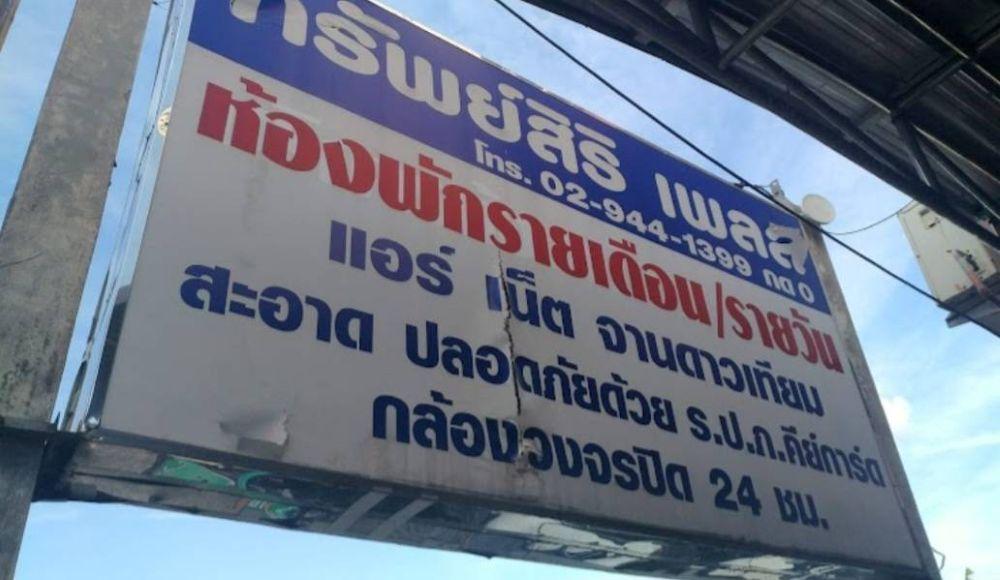 ทรัพย์สิริ เพลส
โทร. 02-944-1399 กด 0
ห้องพักรายเดือน/รายวัน
แอร์ เน็ต จานดาวเทียม
สะอาด ปลอดภัยด้วย ร.ป.ภ.คีย์การ์ด
กล้องวงจรปิด 24 ชม.